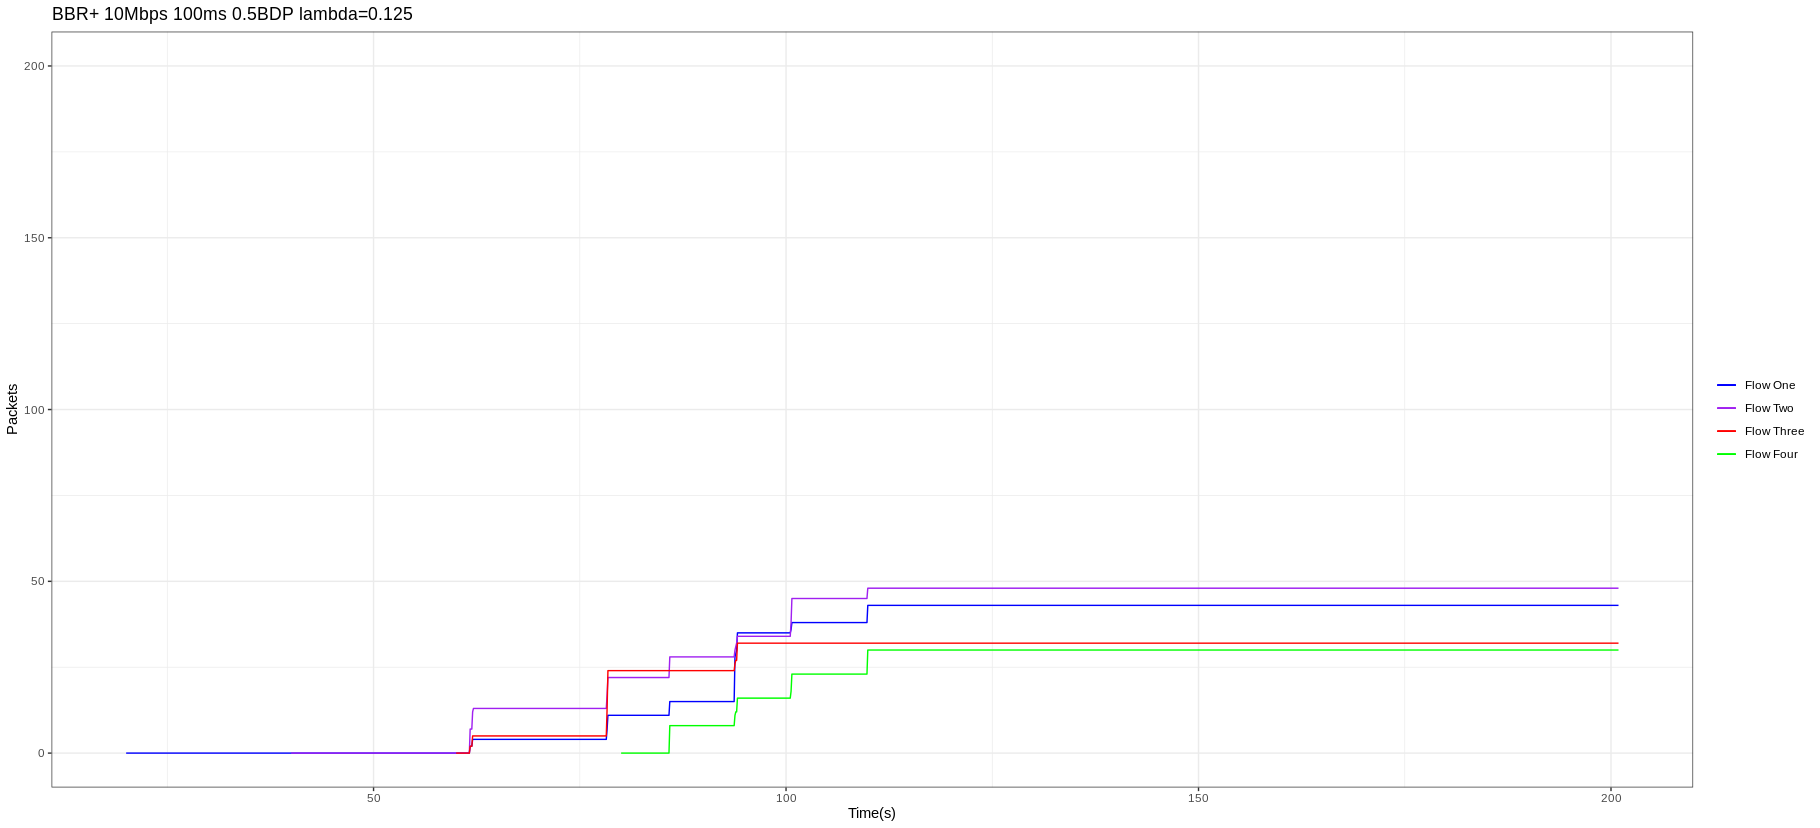 BBR+ 10Mbps 100ms 0.5BDP lambda=0.125
200
150
100
50
0
Packets
50
100
150
200
Time(s)
Flow One
Flow Two
Flow Three
Flow Four